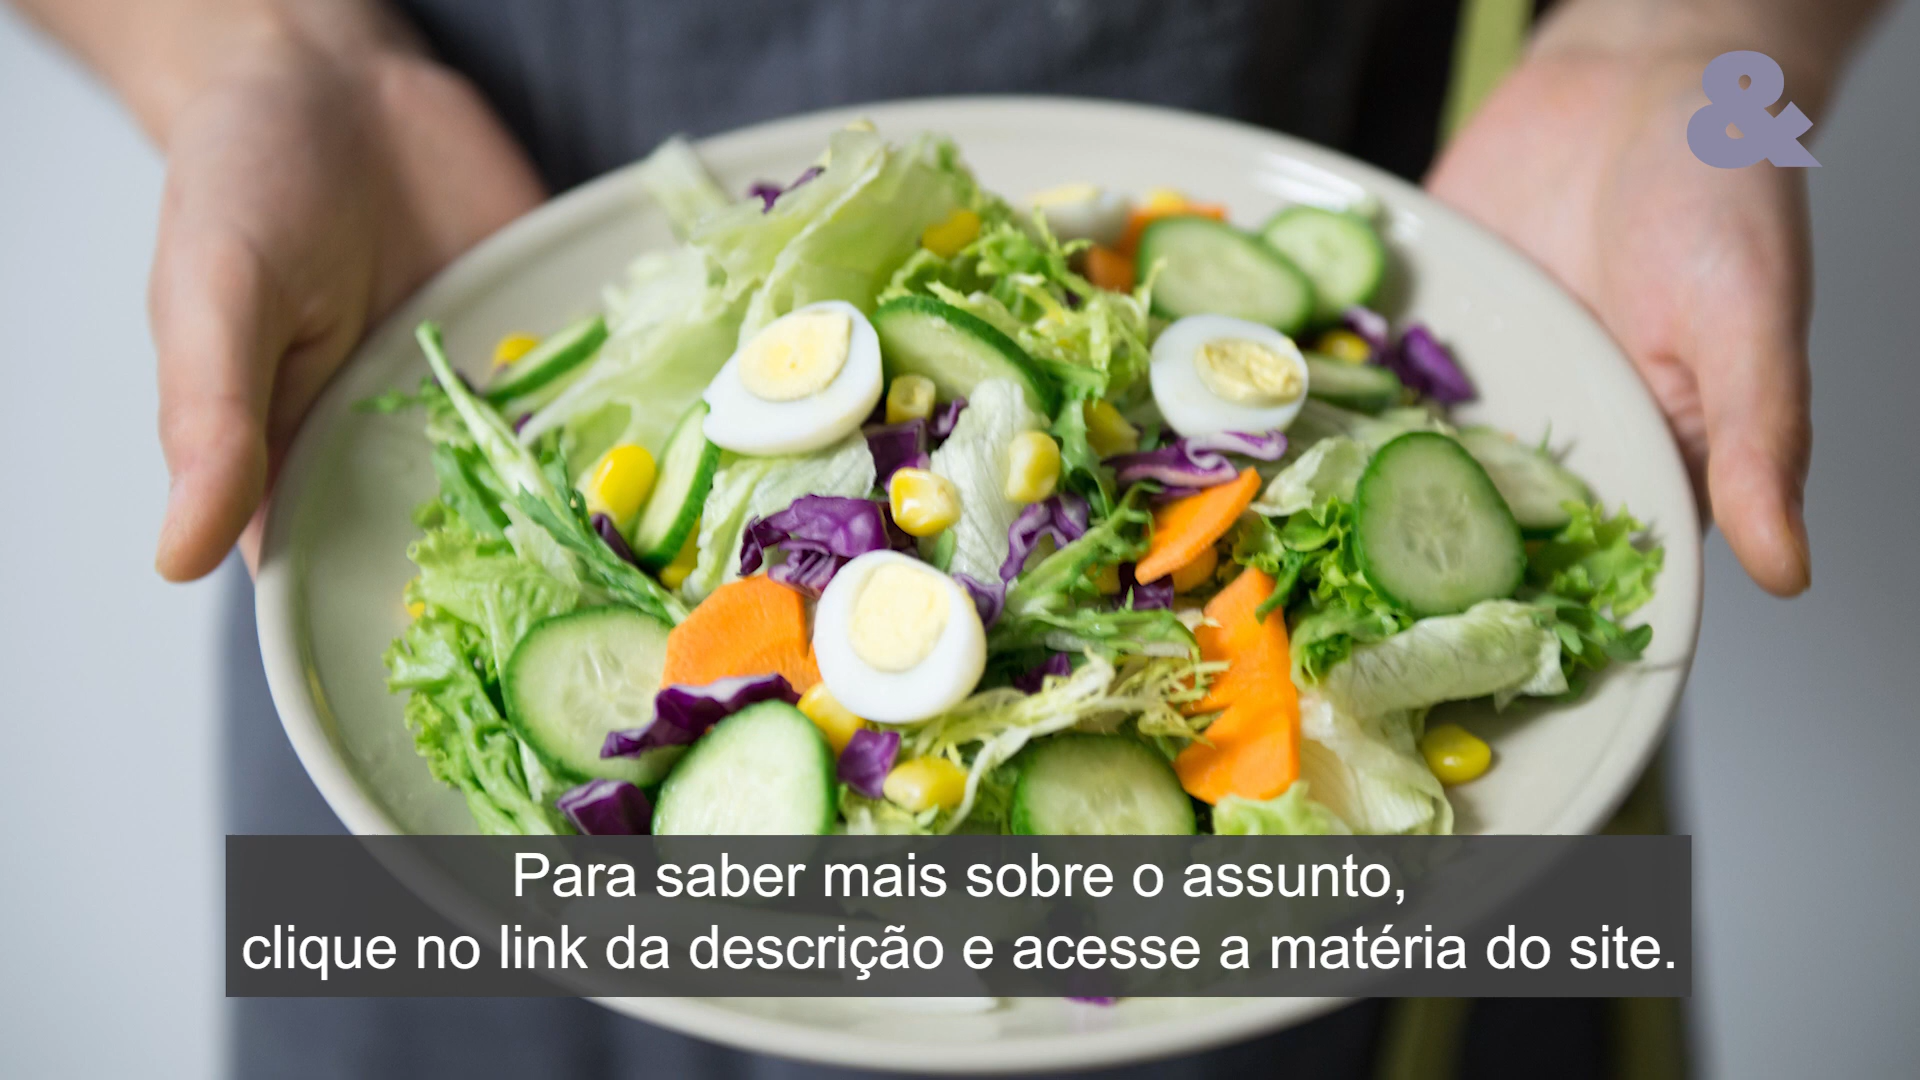 &
Para saber mais sobre o assunto,
clique no link da descrição e acesse a matéria do site.